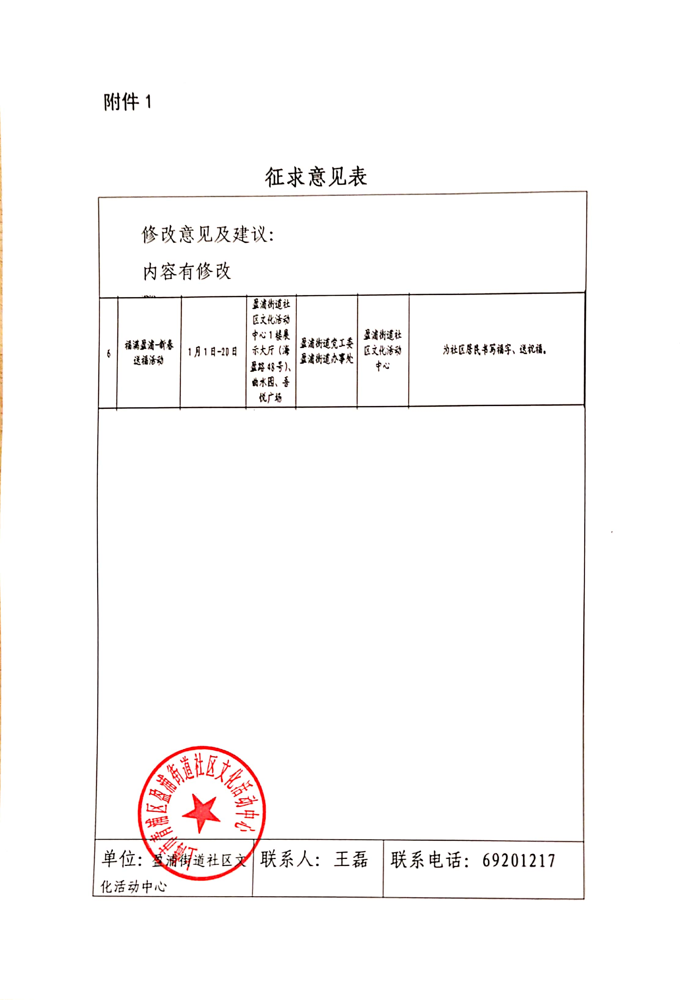 附件 1
征求意见表
修改意见及建议：
内容有修改
6
福满盈浦-新春
送福活动
1月1日-20日
盈浦街道社
区文化活动
中心1楼展
示大厅（海
盈路48号）、
曲水园、吾
悦广场
盈浦街道党工委
盈浦街道办事处
盈浦街道社
区文化活动
中心
为社区居民书写福字、送祝福。
上海市青浦区盈浦街道社区文化活动中心
单位：盈浦街道社区文
化活动中心
联系人：王磊
联系电话：69201217